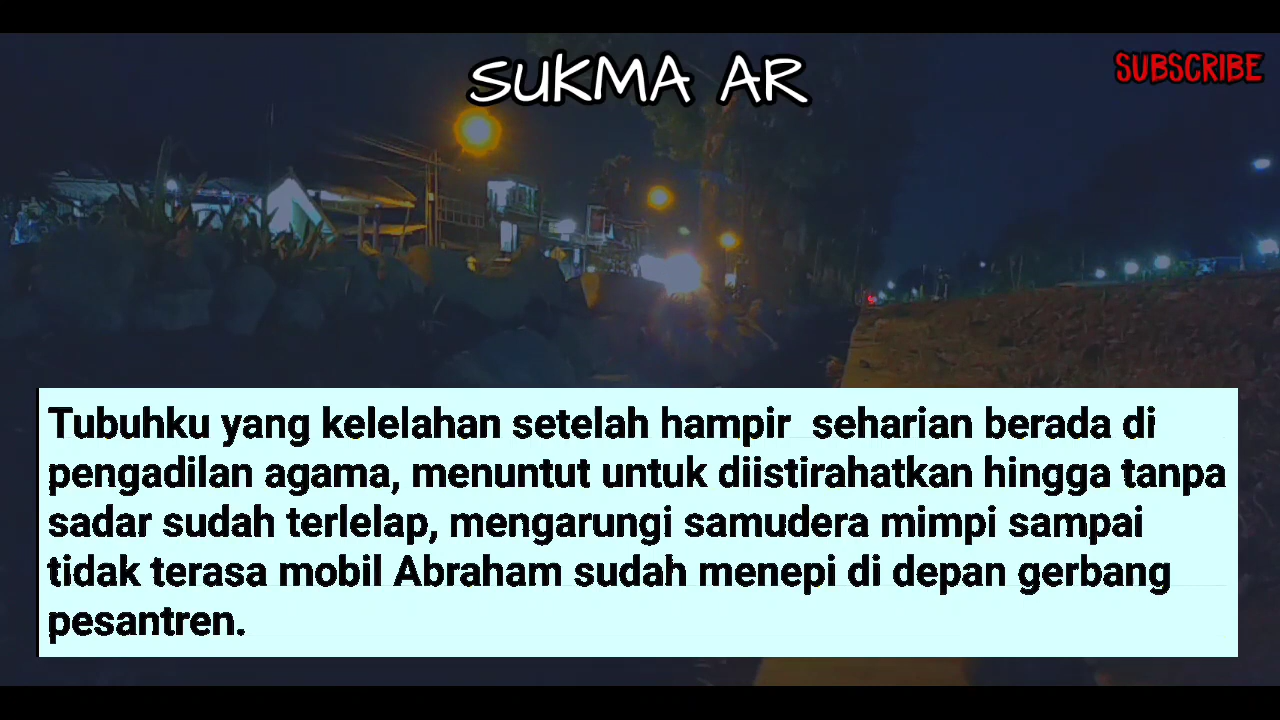 SUKMA AR
SUBSCRIBE
Tubuhku yang kelelahan setelah hampir  seharian berada di
pengadilan agama, menuntut untuk diistirahatkan hingga tanpa
sadar sudah terlelap, mengarungi samudera mimpi sampai
tidak terasa mobil Abraham sudah menepi di depan gerbang
pesantren.